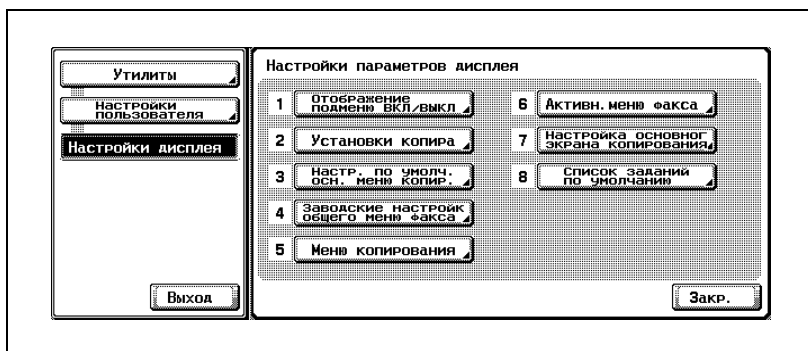 Утилиты
Настройки
пользователя
Настройки дисплея
Выход
Настройки параметров дисплея
1 Отображение
подменю ВКЛ/ВЫКЛ
2 Установки копира
3 Настр. по умолч.
осн. меню копир.
4 Заводские настройк
общего меню факса
5 Меню копирования
6 Активн.меню факса
7 Настройка основног
экрана копирования
8 Список заданий
по умолчанию
Закр.